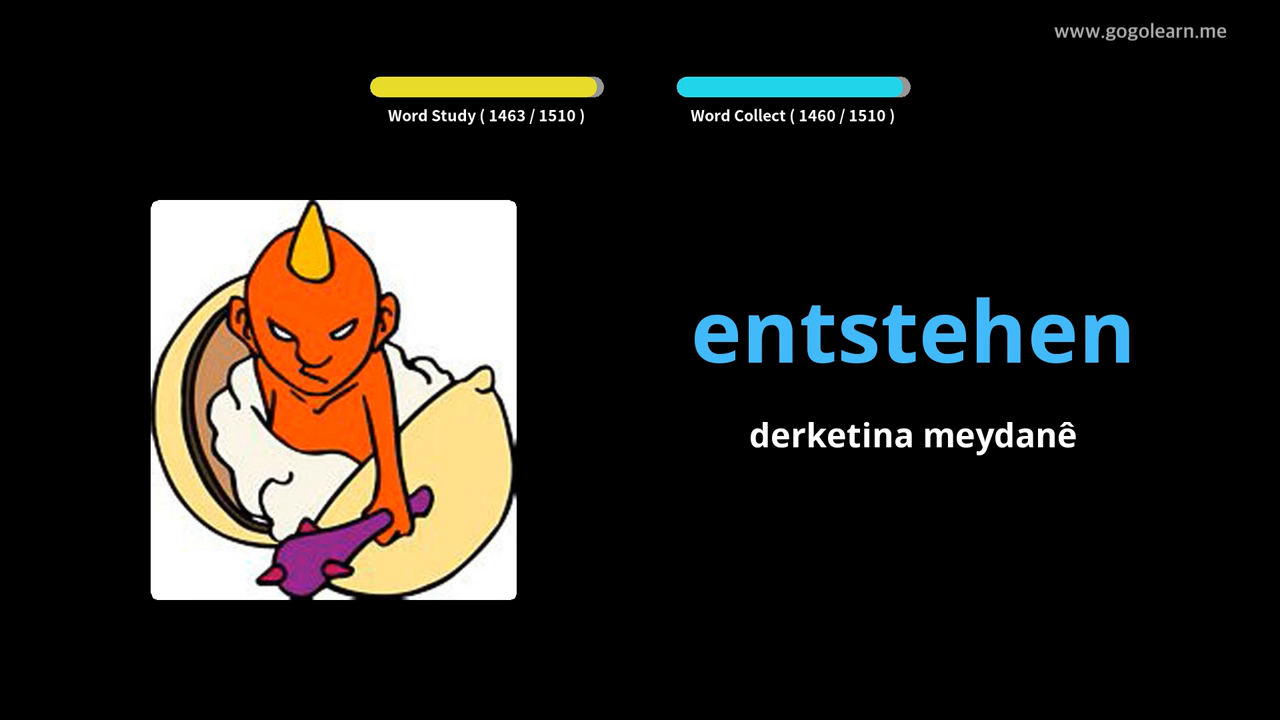 www.gogolearn.me
Word Study ( 1463 / 1510 )
Word Collect ( 1460 / 1510 )
entstehen
derketina meydanê